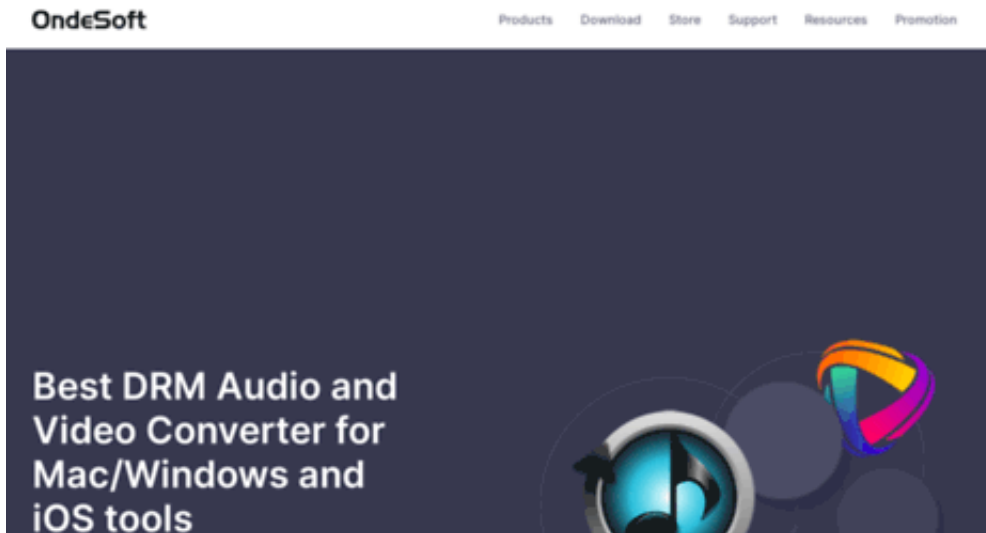 OndeSoft
Products Download Store Support Resources Promotion
Best DRM Audio and
Video Converter for
Mac/Windows and
iOS tools